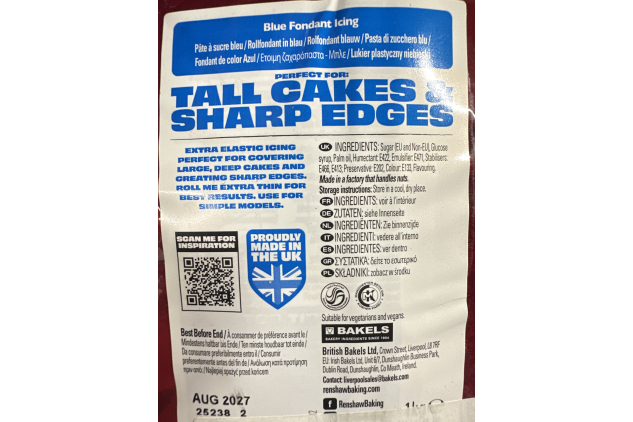 Blue Fondant Icing
Pâte à sucre bleu / Rollfondant in blau / Rolfondant blauw / Pasta di zucchero blu /
Fondant de color Azul / Έτοιμη ζαχαρόπαστα - Μπλε / Lukier plastyczny niebieski
PERFECT FOR:
TALL CAKES &
SHARP EDGES
EXTRA ELASTIC ICING
PERFECT FOR COVERING
LARGE, DEEP CAKES AND
CREATING SHARP EDGES.
ROLL ME EXTRA THIN FOR
BEST RESULTS. USE FOR
SIMPLE MODELS.
SCAN ME FOR
INSPIRATION
PROUDLY
MADE IN
THE UK
UK INGREDIENTS: Sugar (EU and Non-EU), Glucose
syrup, Palm oil, Humectant: E422, Emulsifier: E471, Stabilisers:
E466, E413; Preservative: E202, Colour: E133, Flavouring.
Made in a factory that handles nuts.
Storage instructions: Store in a cool, dry place.
FR INGREDIENTS: voir à l'intérieur
DE ZUTATEN: siehe Innenseite
NL INGREDIËNTEN: Zie binnenzijde
IT INGREDIENTI: vedere all'interno
ES INGREDIENTES: ver dentro
GR ΣΥΣΤΑΤΙΚΑ: δείτε το εσωτερικό
PL SKŁADNIKI: zobacz w środku
Suitable for vegetarians and vegans.
BAKELS
BAKERY INGREDIENTS SINCE 1904
British Bakels Ltd, Crown Street, Liverpool, L8 7RF
EU: Irish Bakels Ltd, Unit 6/7, Dunshaughlin Business Park,
Dublin Road, Dunshaughlin, Co Meath, Ireland.
Contact: liverpoolsales@bakels.com
renshawbaking.com
RenshawBaking
Best Before End / À consommer de préférence avant le /
Mindestens haltbar bis Ende / Ten minste houdbaar tot einde /
Da consumare preferibilmente entro il / Consumir
preferentemente antes del fin de / Ανάλωση κατά προτίμηση
πριν από: / Najlepiej spożyć przed końcem
AUG 2027
25238 2